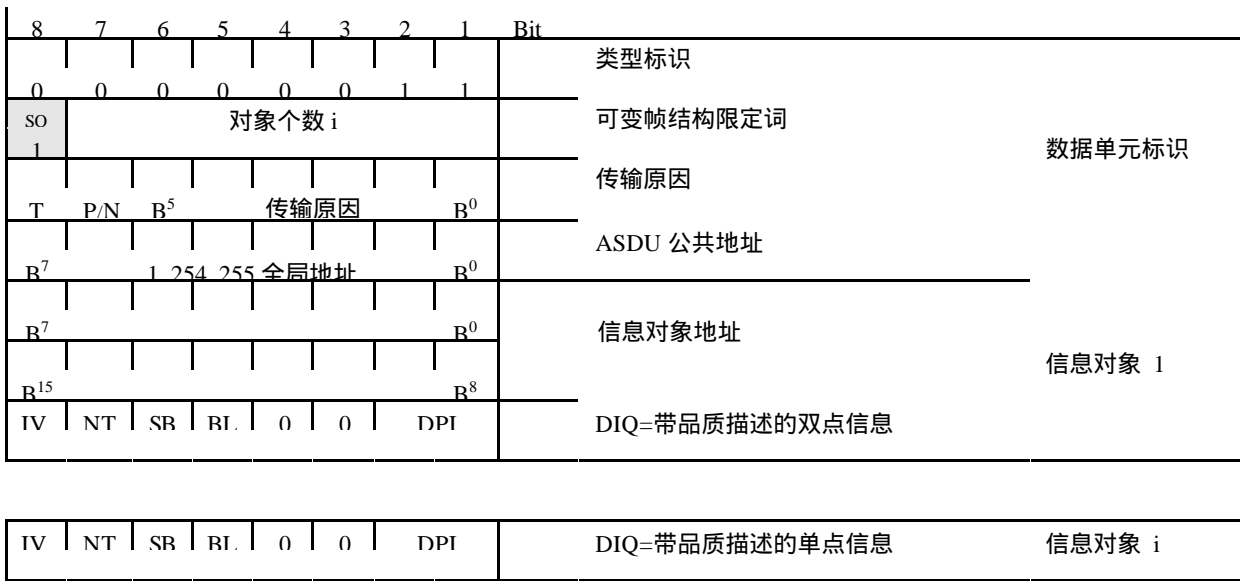 8 7 6 5 4 3 2 1 Bit
类型标识
0 0 0 0 0 0 1 1
SQ 对象个数 i 可变帧结构限定词
1
数据单元标识
传输原因
T P/N B5 传输原因 B0
ASDU 公共地址
B7 1 254 255 全局地址 B0
B7 B0 信息对象地址
信息对象 1
B15 B8
IV NT SB BL 0 0 DPI DIQ=带品质描述的双点信息
IV NT SB BL 0 0 DPI DIQ=带品质描述的单点信息 信息对象 i